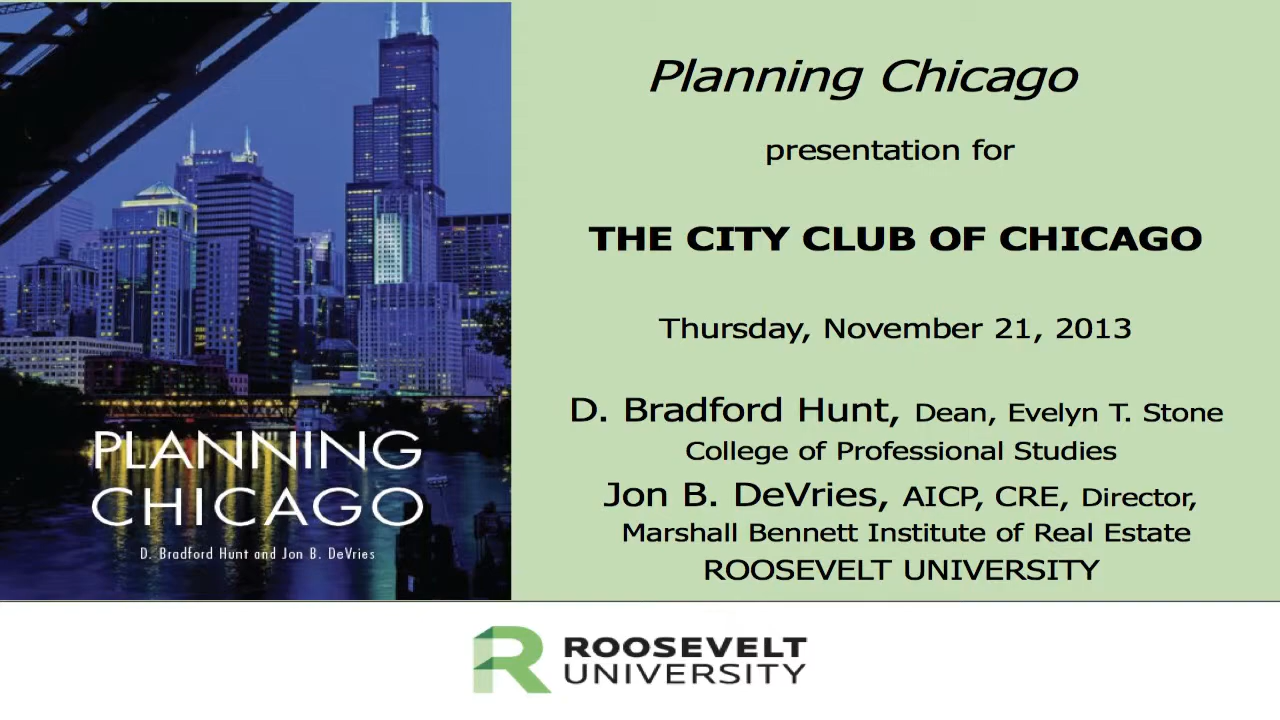 PLANNING
CHICAGO
D. Bradford Hunt and Jon B. DeVries
Planning Chicago
presentation for
THE CITY CLUB OF CHICAGO
Thursday, November 21, 2013
D. Bradford Hunt, Dean, Evelyn T. Stone
College of Professional Studies
Jon B. DeVries, AICP, CRE, Director,
Marshall Bennett Institute of Real Estate
ROOSEVELT UNIVERSITY
R ROOSEVELT
UNIVERSITY